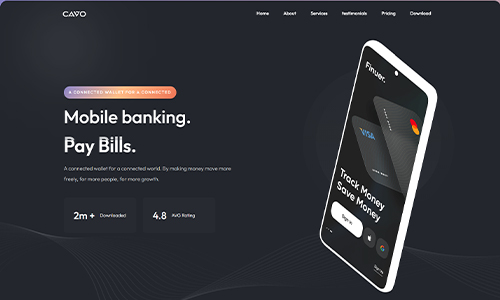 CAVO
Home About Services testimonials Pricing Download
A CONNECTED WALLET FOR A CONNECTED
Mobile banking.
Pay Bills.
A connected wallet for a connected world. By making money move more
freely, for more people, for more growth.
2m + Downloaded
4.8 AVG Rating
Finuer.
VISA
Track Money
Save Money
Sign in